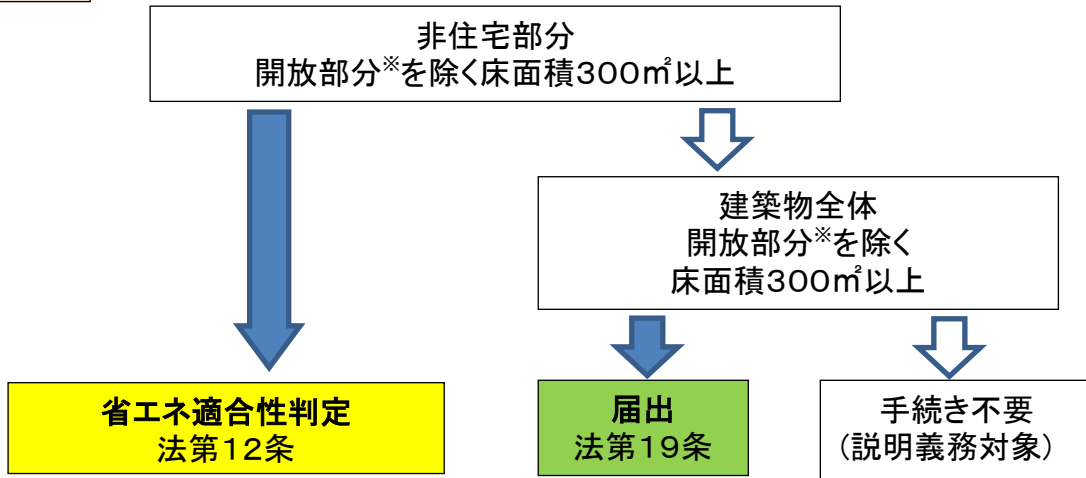 非住宅部分
開放部分※を除く床面積300㎡以上
建築物全体
開放部分※を除く
床面積300㎡以上
省エネ適合性判定
法第12条
届出
法第19条
手続き不要
(説明義務対象)